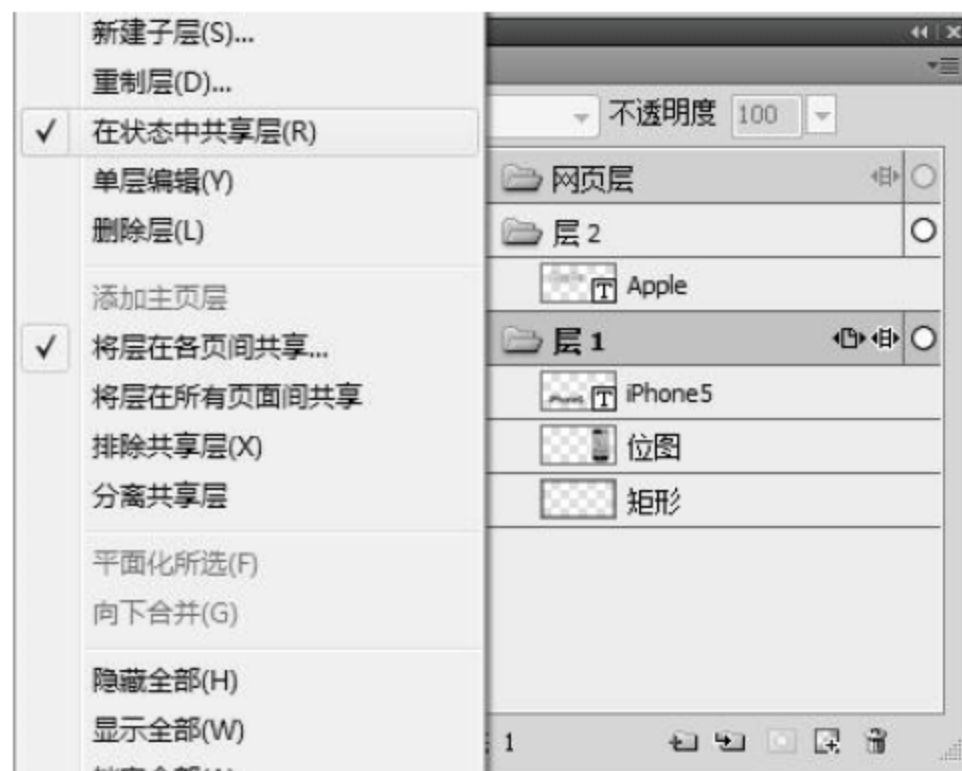 新建子层(S)...
重制层(D)...
在状态中共享层(R)
单层编辑(Y)
删除层(L)
添加主页层
将层在各页间共享...
将层在所有页面间共享
排除共享层(X)
分离共享层
平面化所选(F)
向下合并(G)
隐藏全部(H)
显示全部(W)
不透明度 100
网页层
层 2
Apple
层 1
iPhone5
位图
矩形
1